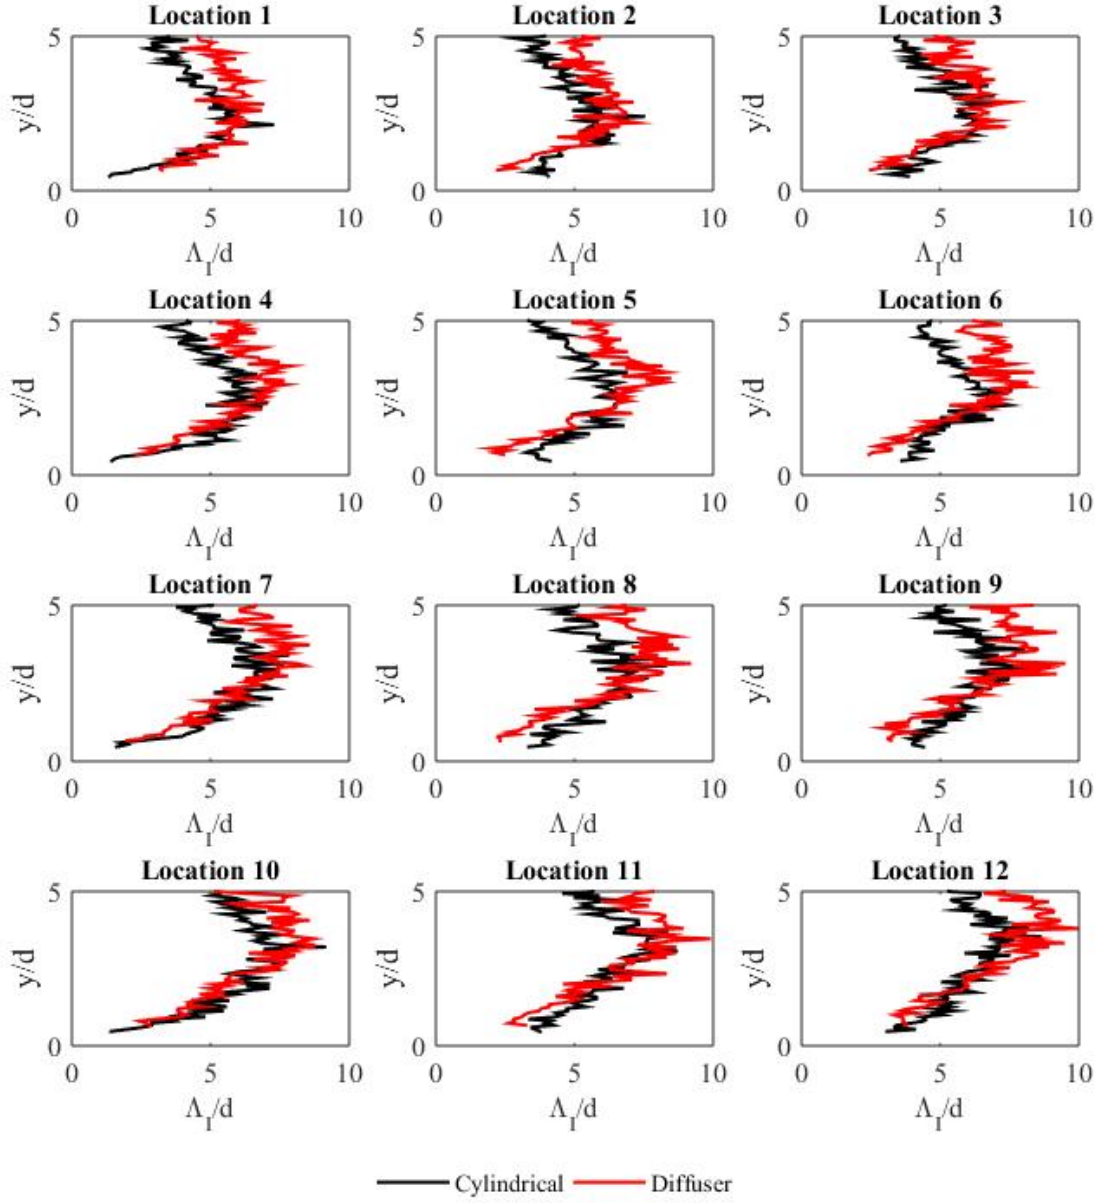 Location 1 Location 2 Location 3
5 5 5
y/d y/d y/d
0 0 0
0 5 10 0 5 10 0 5 10
Λ_I/d Λ_I/d Λ_I/d
Location 4 Location 5 Location 6
5 5 5
y/d y/d y/d
0 0 0
0 5 10 0 5 10 0 5 10
Λ_I/d Λ_I/d Λ_I/d
Location 7 Location 8 Location 9
5 5 5
y/d y/d y/d
0 0 0
0 5 10 0 5 10 0 5 10
Λ_I/d Λ_I/d Λ_I/d
Location 10 Location 11 Location 12
5 5 5
y/d y/d y/d
0 0 0
0 5 10 0 5 10 0 5 10
Λ_I/d Λ_I/d Λ_I/d
Cylindrical Diffuser